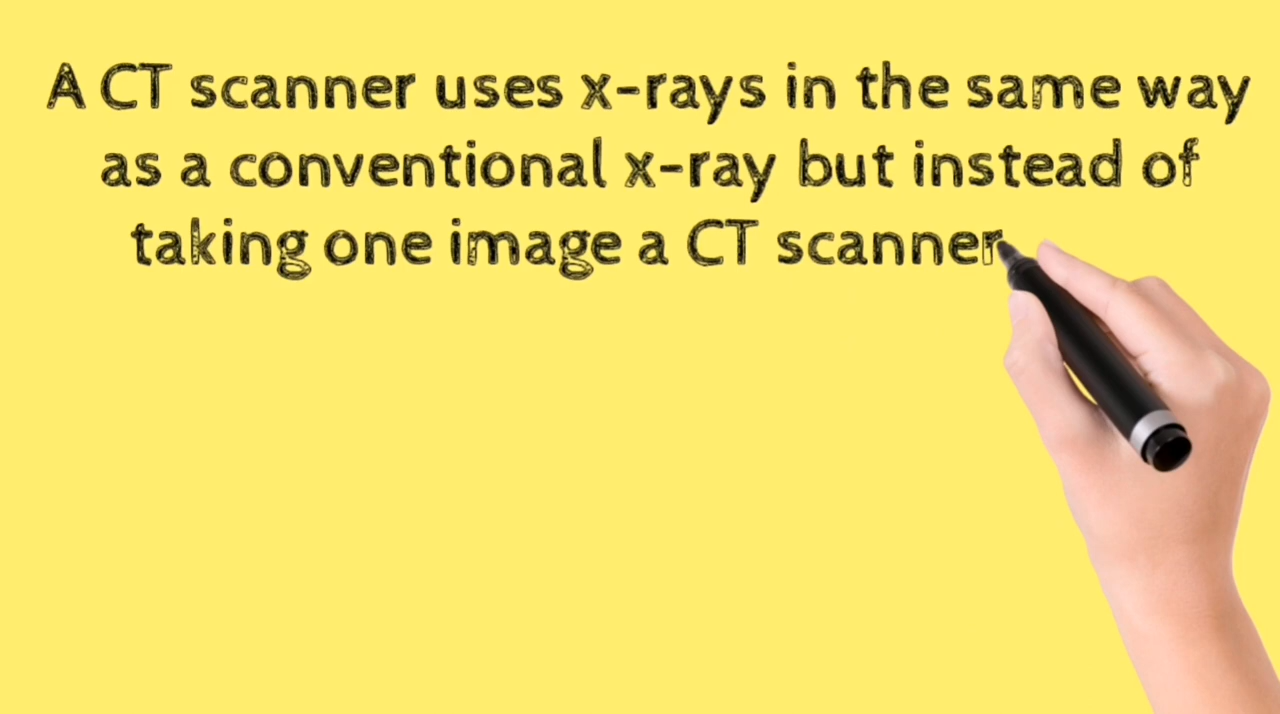 A CT scanner uses x-rays in the same way
as a conventional x-ray but instead of
taking one image a CT scanner